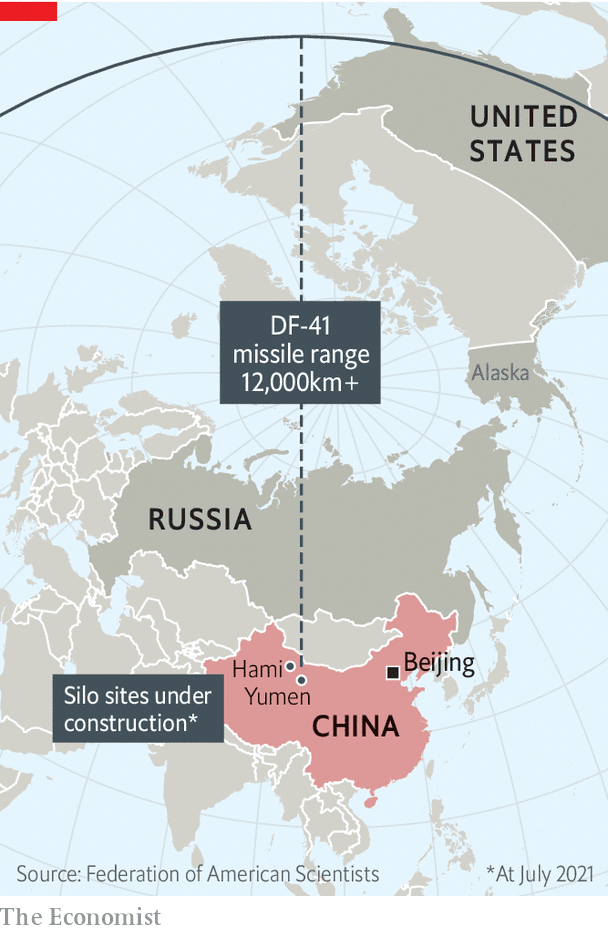 UNITED
STATES
DF-41
missile range
12,000km+
Alaska
RUSSIA
Hami
Beijing
Yumen
Silo sites under
construction*
CHINA
Source: Federation of American Scientists
*At July 2021
The Economist